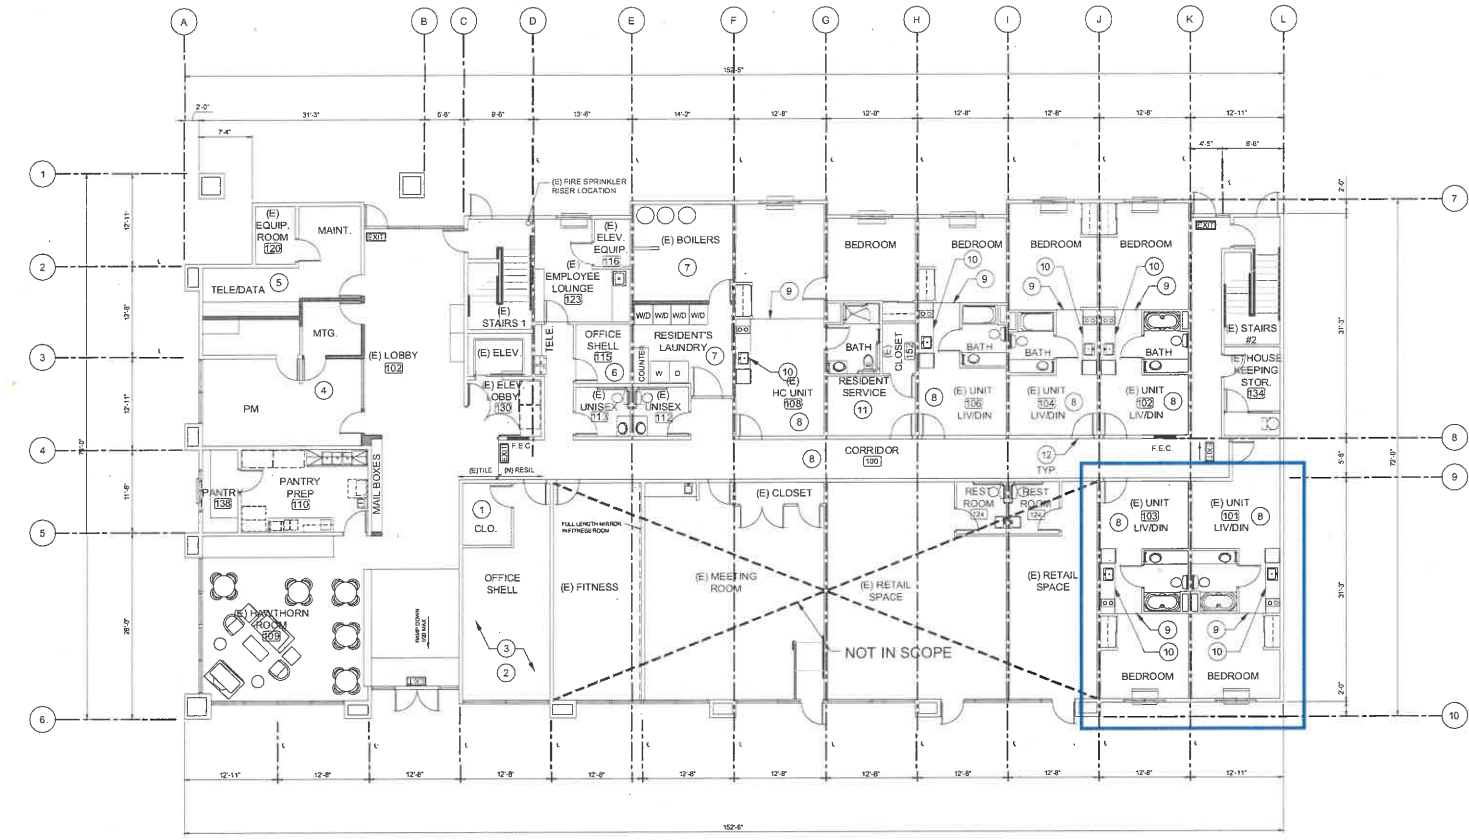 A B C D E F G H I J K L
152'-6"
2'-0"
31'-3" 5'-6" 9'-6" 13'-6" 14'-2" 12'-8" 12'-8" 12'-8" 12'-8" 12'-8" 12'-11"
7'-4"
4'-5" 8'-6"
1
2
3
4
5
6
7
8
9
10
12'-11"
12'-11"
11'-6"
26'-0"
2'-0"
31'-3"
5'-6"
72'-0"
31'-3"
2'-0"
(E) FIRE SPRINKLER
RISER LOCATION
(E)
EQUIP.
ROOM
120
MAINT.
EXIT
TELE/DATA
5
MTG.
PM
4
(E) LOBBY
102
(E)
STAIRS 1
(E) ELEV.
(E) ELEV.
LOBBY
130
F.E.C.
EXIT
(E)
ELEV.
EQUIP.
116
(E)
EMPLOYEE
LOUNGE
123
TELE.
OFFICE
SHELL
115
6
(E)
UNISEX
113
(E)
UNISEX
112
(E) BOILERS
7
W/D W/D W/D W/D
RESIDENT'S
LAUNDRY
7
COUNTER
W D
9
10
(E)
HC UNIT
108
8
BEDROOM
BATH
(E)
CLOSET
152
RESIDENT
SERVICE
11
BEDROOM
10
9
BATH
8
(E) UNIT
106
LIV/DIN
BEDROOM
10
9
BATH
(E) UNIT
104
LIV/DIN
8
BEDROOM
10
9
BATH
(E) UNIT
102
LIV/DIN
8
EXIT
(E) STAIRS
#2
(E) HOUSE
KEEPING
STOR.
134
8
CORRIDOR
100
12
TYP.
F.E.C.
EXIT
(E)TILE (N) RESIL
PANTRY
138
PANTRY
PREP
110
MAIL BOXES
(E) HAWTHORN
ROOM
109
RAMP DOWN
1/20 MAX.
EXIT
1
CLO.
OFFICE
SHELL
3
2
FULL LENGTH MIRROR
IN FITNESS ROOM
(E) FITNESS
(E) MEETING
ROOM
(E) CLOSET
(E) RETAIL
SPACE
NOT IN SCOPE
REST
ROOM
124
REST
ROOM
(E) RETAIL
SPACE
8
(E) UNIT
103
LIV/DIN
9
10
BEDROOM
(E) UNIT
101
LIV/DIN
8
9
10
BEDROOM
12'-11" 12'-8" 12'-8" 12'-8" 12'-8" 12'-8" 12'-8" 12'-8" 12'-8" 12'-8" 12'-8" 12'-11"
152'-6"